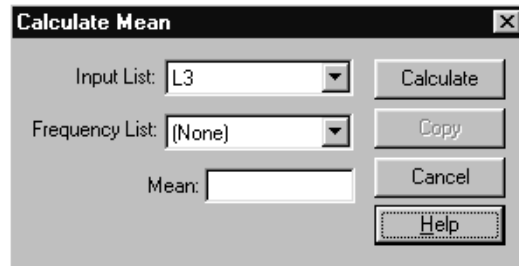 Calculate Mean
Input List: L3 Calculate
Frequency List: (None) Copy
Mean: Cancel
Help